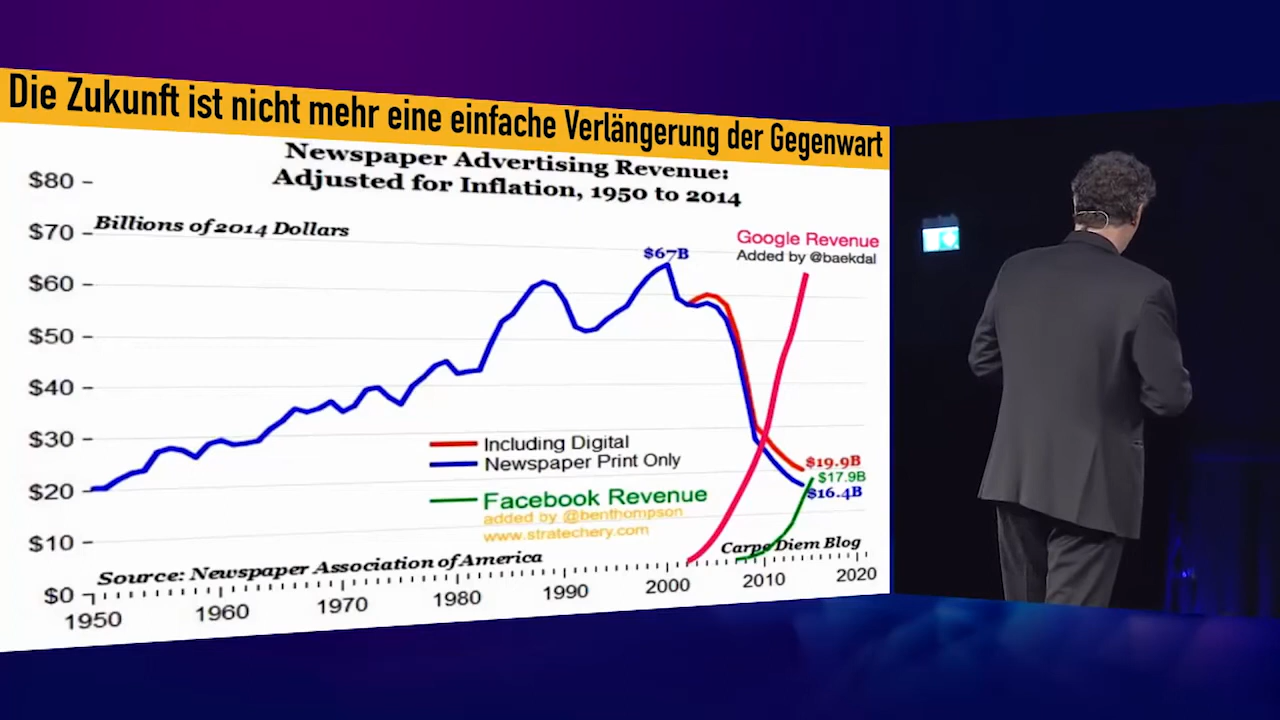 Die Zukunft ist nicht mehr eine einfache Verlängerung der Gegenwart
Newspaper Advertising Revenue:
Adjusted for Inflation, 1950 to 2014
Billions of 2014 Dollars
$80
$70
$60
$50
$40
$30
$20
$10
$0
$67B
Google Revenue
Added by @baekdal
Including Digital
Newspaper Print Only
Facebook Revenue
added by @benthompson
www.stratechery.com
$19.9B
$17.9B
$16.4B
Carpe Diem Blog
Source: Newspaper Association of America
1950 1960 1970 1980 1990 2000 2010 2020